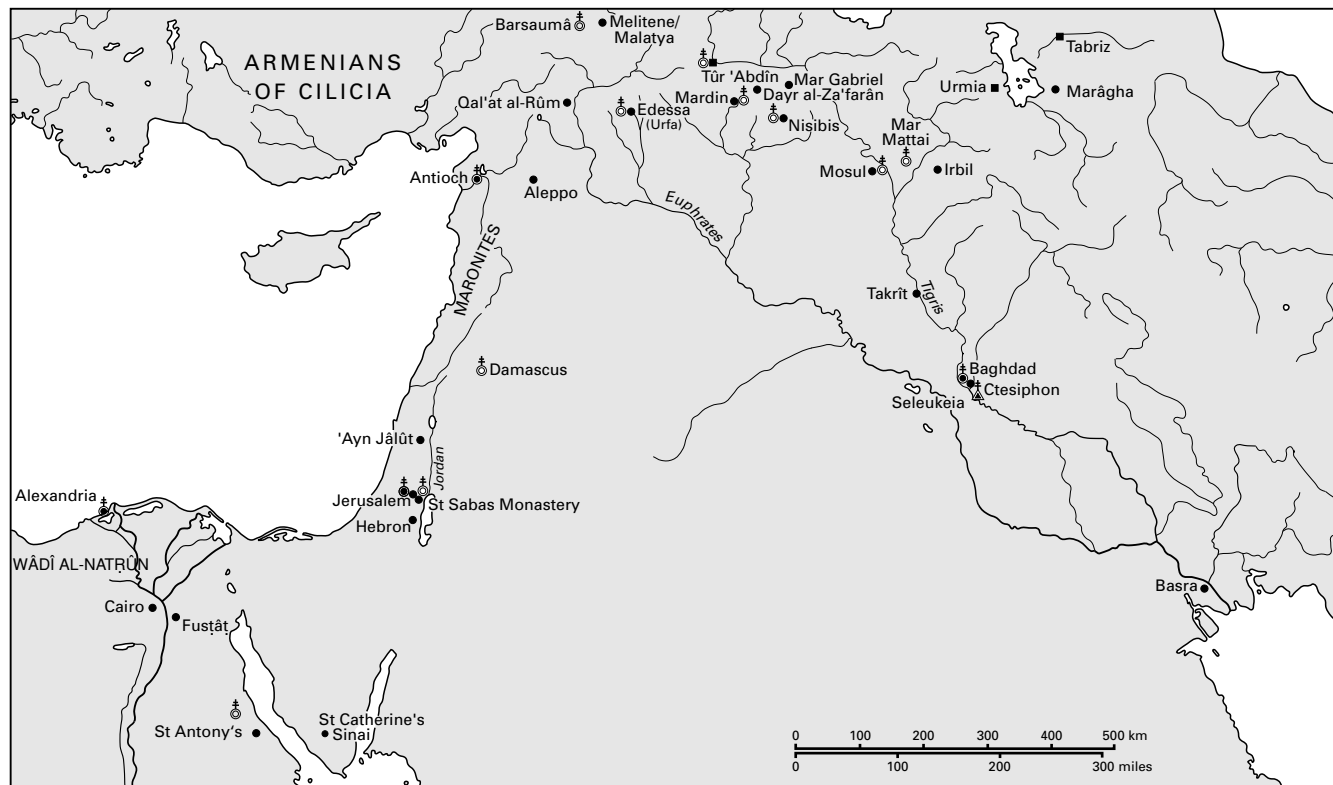 Barsaumâ
Melitene/
Malatya
ARMENIANS
OF CILICIA
Tabriz
Tûr 'Abdîn
Mar Gabriel
Mardin
Dayr al-Za'farân
Urmia
Marâgha
Qal'at al-Rûm
Edessa
(Urfa)
Nisibis
Mar
Mattai
Mosul
Irbil
Antioch
Aleppo
Euphrates
MARONITES
Takrît
Tigris
Damascus
Baghdad
Ctesiphon
Seleukeia
'Ayn Jâlût
Jordan
Alexandria
Jerusalem
St Sabas Monastery
Hebron
WÂDÎ AL-NAṬRÛN
Cairo
Fusṭâṭ
Basra
St Antony‘s
St Catherine's
Sinai
0 100 200 300 400 500 km
0 100 200 300 miles